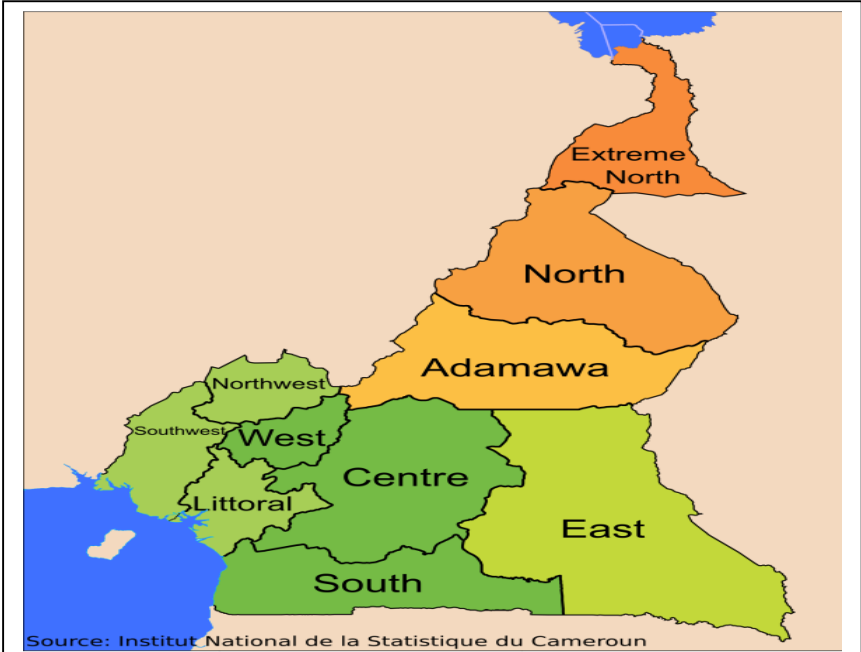 Extreme
North
North
Adamawa
Northwest
Southwest
West
Centre
Littoral
East
South
Source: Institut National de la Statistique du Cameroun